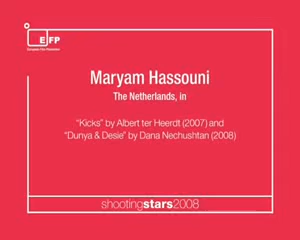 EFP
European Film Promotion
Maryam Hassouni
The Netherlands, in
“Kicks” by Albert ter Heerdt (2007) and
“Dunya & Desie” by Dana Nechushtan (2008)
shootingstars2008